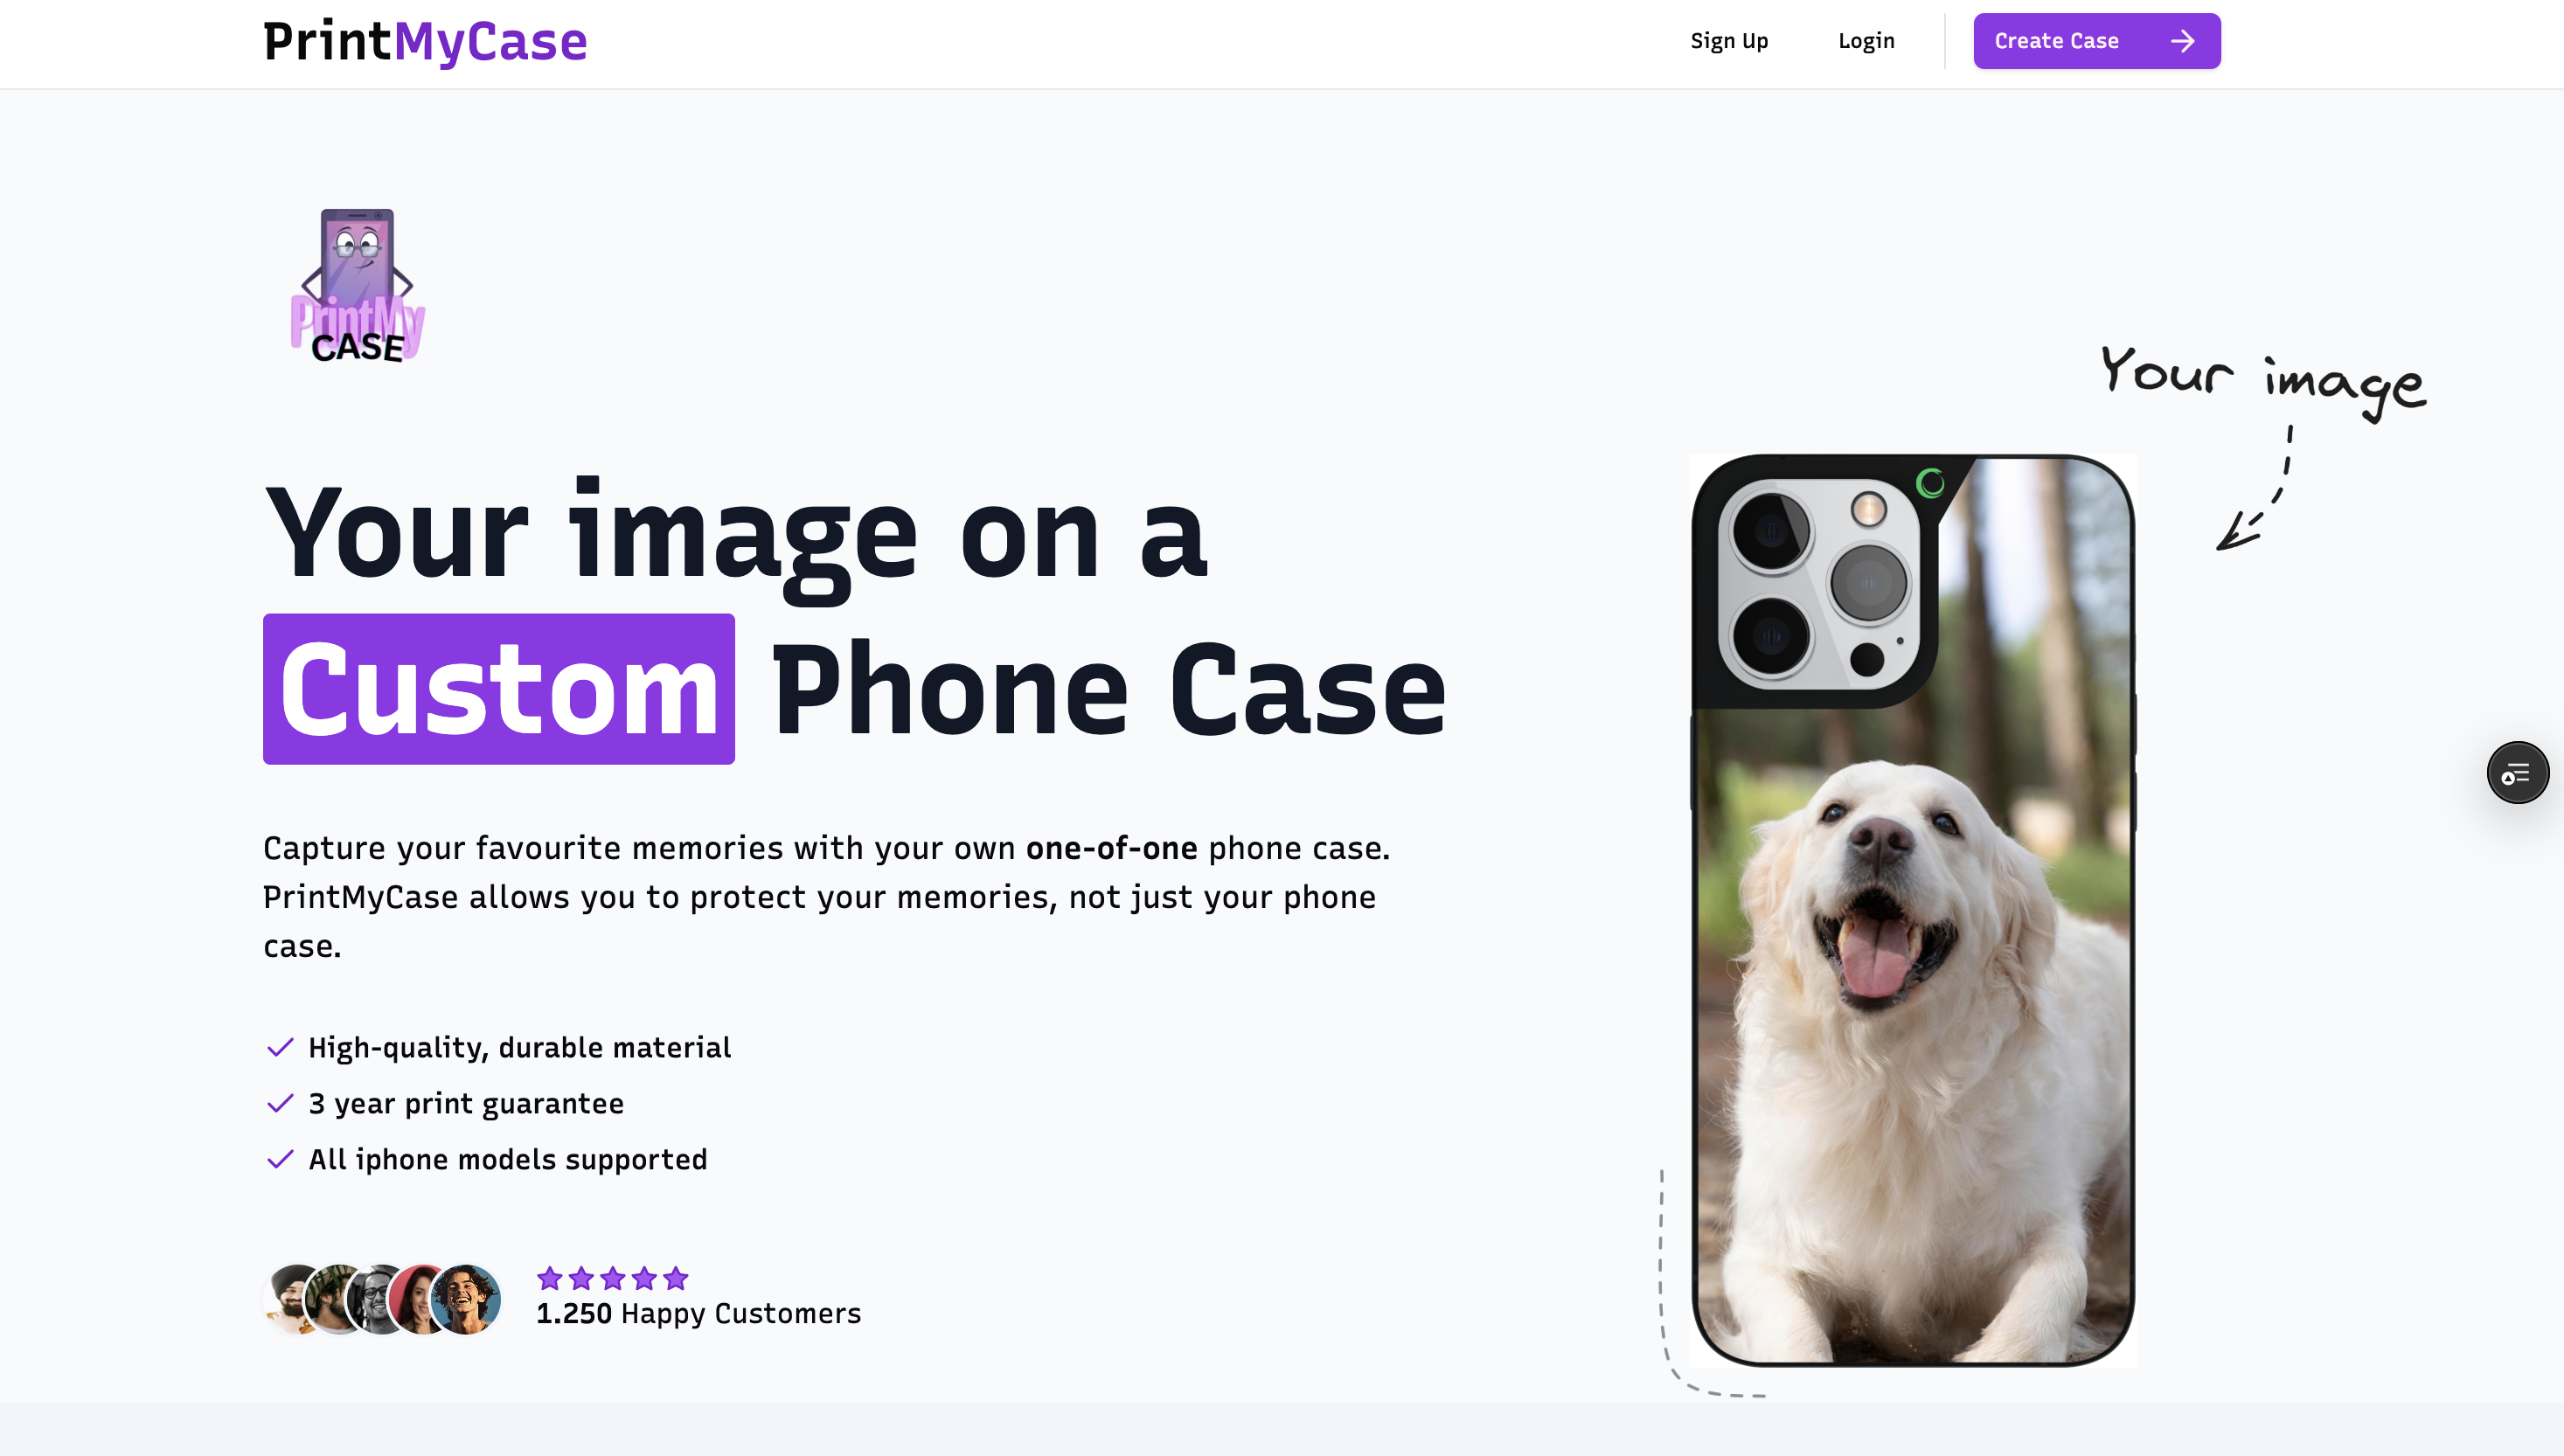 PrintMyCase
Sign Up
Login
Create Case
PrintMy
CASE
Your image
Your image on a
Custom Phone Case
Capture your favourite memories with your own one-of-one phone case.
PrintMyCase allows you to protect your memories, not just your phone
case.
High-quality, durable material
3 year print guarantee
All iphone models supported
1.250 Happy Customers